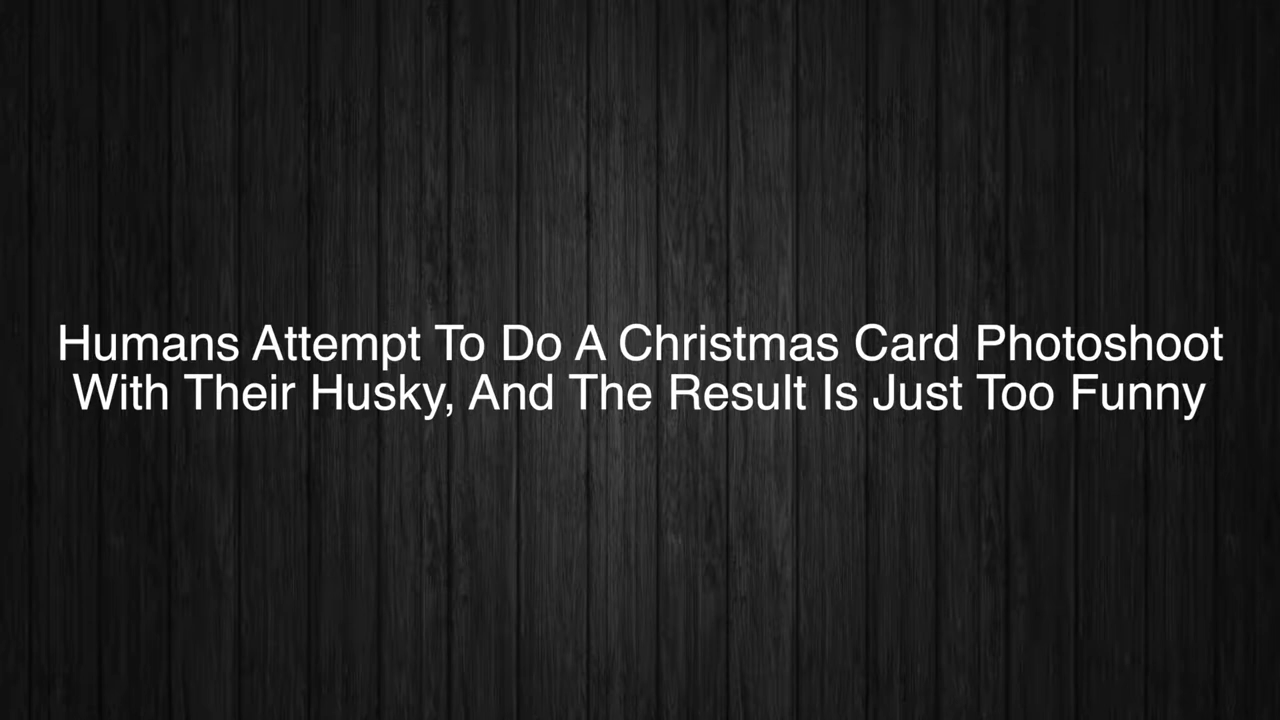 Humans Attempt To Do A Christmas Card Photoshoot
With Their Husky, And The Result Is Just Too Funny